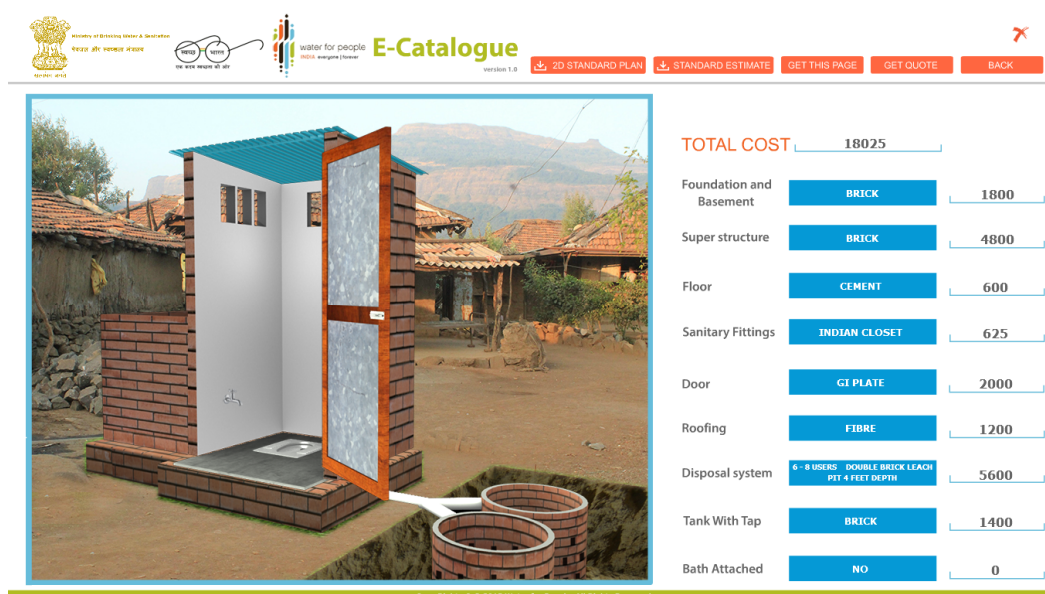 Ministry of Drinking Water & Sanitation
पेयजल और स्वच्छता मंत्रालय
सत्यमेव जयते
स्वच्छ भारत
एक कदम स्वच्छता की ओर
water for people
INDIA everyone | forever
E-Catalogue
version 1.0
2D STANDARD PLAN
STANDARD ESTIMATE
GET THIS PAGE
GET QUOTE
BACK
TOTAL COST 18025
Foundation and
Basement BRICK 1800
Super structure BRICK 4800
Floor CEMENT 600
Sanitary Fittings INDIAN CLOSET 625
Door GI PLATE 2000
Roofing FIBRE 1200
Disposal system 6 - 8 USERS DOUBLE BRICK LEACH
PIT 4 FEET DEPTH 5600
Tank With Tap BRICK 1400
Bath Attached NO 0